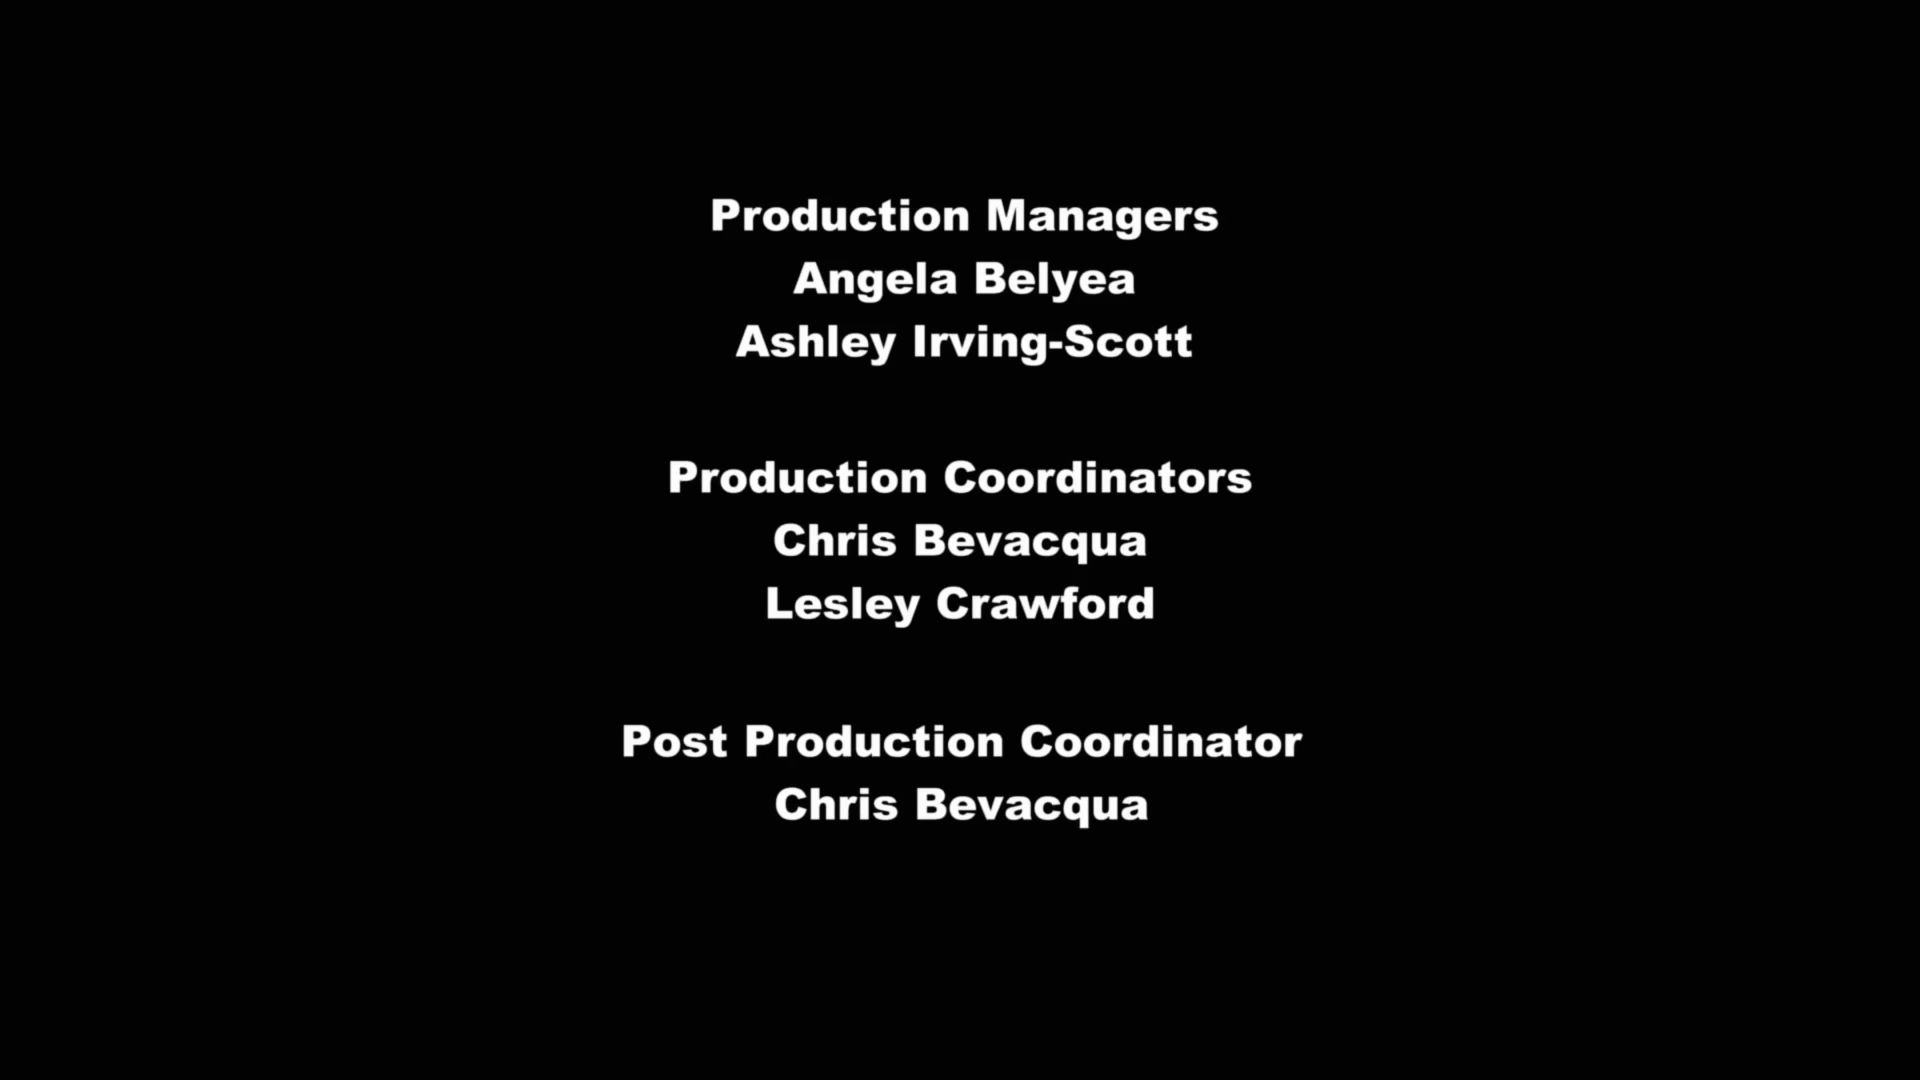 Production Managers
Angela Belyea
Ashley Irving-Scott
Production Coordinators
Chris Bevacqua
Lesley Crawford
Post Production Coordinator
Chris Bevacqua